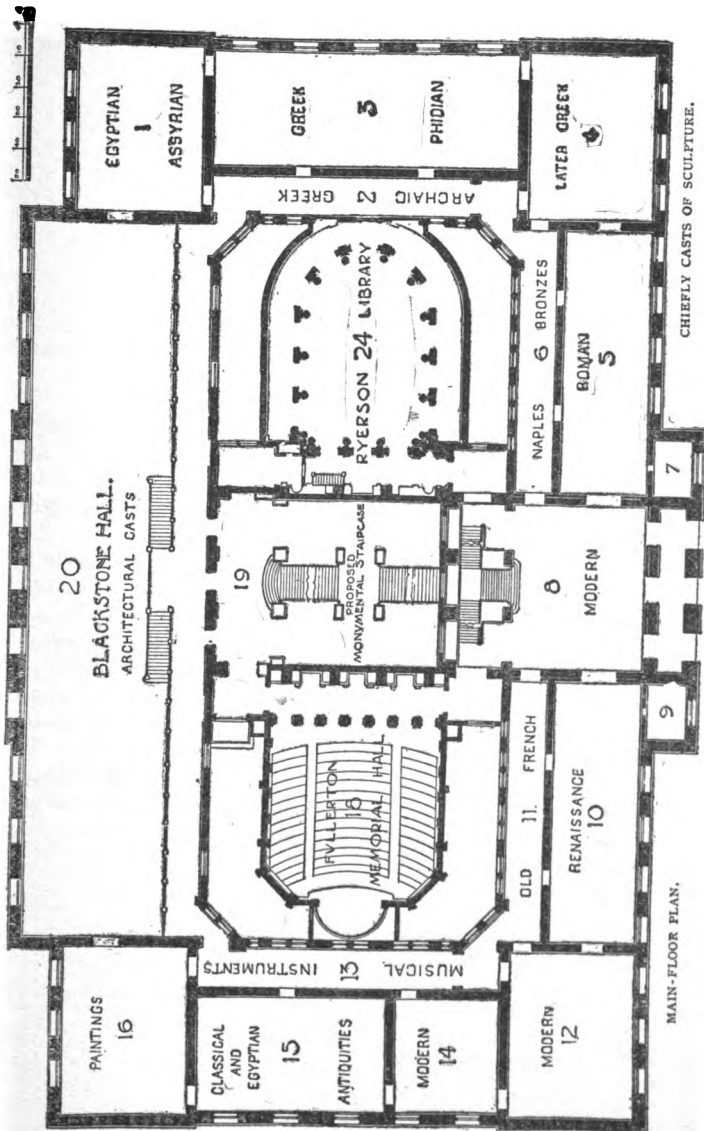 EGYPTIAN
1
ASSYRIAN
GREEK
3
PHIDIAN
LATER GREEK
4
ARCHAIC 2 GREEK
20
BLACKSTONE HALL.
ARCHITECTURAL CASTS
RYERSON 24 LIBRARY
NAPLES 6 BRONZES
ROMAN
5
7
19
PROPOSED
MONUMENTAL STAIRCASE
8
MODERN
9
FVLLERTON
18
MEMORIAL HALL
OLD 11. FRENCH
RENAISSANCE
10
MUSICAL 13 INSTRUMENTS
PAINTINGS
16
CLASSICAL
AND
EGYPTIAN
15
ANTIQUITIES
MODERN
14
MODERN
12
MAIN-FLOOR PLAN.
CHIEFLY CASTS OF SCULPTURE.